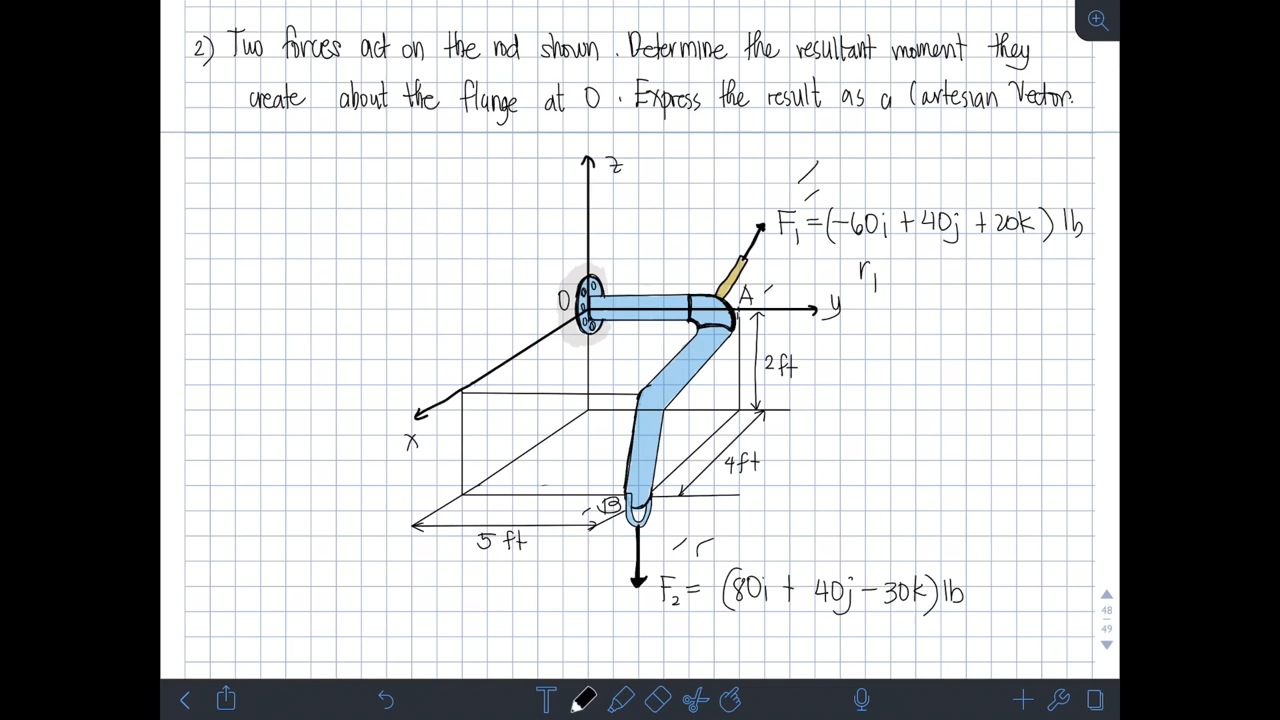 2) Two forces act on the rod shown. Determine the resultant moment they
create about the flange at O. Express the result as a Cartesian Vector.
z
F₁=(-60i +40j +20k) lb
r₁
O
A
y
2ft
x
4ft
B
5 ft
F₂= (80i + 40j -30k) lb
48
49
T